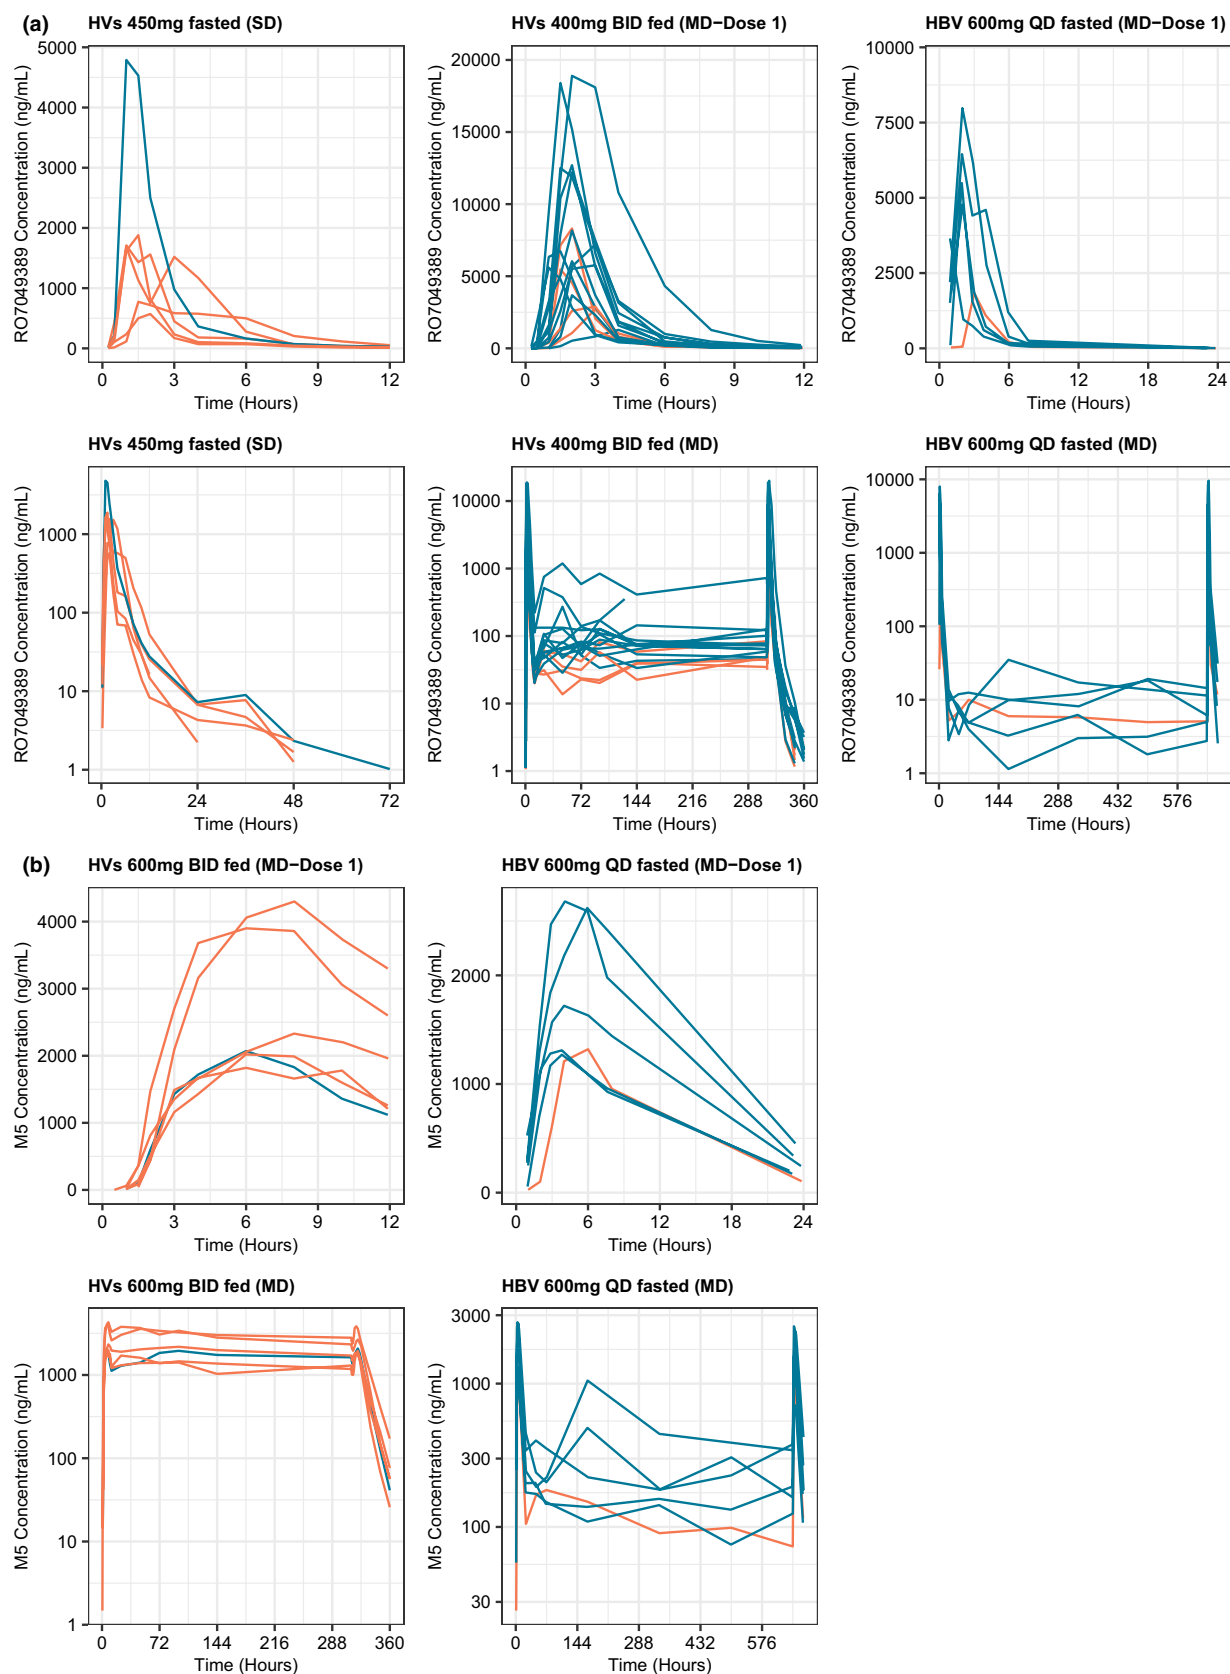 (a)
HVs 450mg fasted (SD)
RO7049389 Concentration (ng/mL)
5000
4000
3000
2000
1000
0
0 3 6 9 12
Time (Hours)
HVs 400mg BID fed (MD−Dose 1)
RO7049389 Concentration (ng/mL)
20000
15000
10000
5000
0
0 3 6 9 12
Time (Hours)
HBV 600mg QD fasted (MD−Dose 1)
RO7049389 Concentration (ng/mL)
10000
7500
5000
2500
0
0 6 12 18 24
Time (Hours)
HVs 450mg fasted (SD)
RO7049389 Concentration (ng/mL)
1000
100
10
1
0 24 48 72
Time (Hours)
HVs 400mg BID fed (MD)
RO7049389 Concentration (ng/mL)
10000
1000
100
10
1
0 72 144 216 288 360
Time (Hours)
HBV 600mg QD fasted (MD)
RO7049389 Concentration (ng/mL)
10000
1000
100
10
1
0 144 288 432 576
Time (Hours)
(b)
HVs 600mg BID fed (MD−Dose 1)
M5 Concentration (ng/mL)
4000
3000
2000
1000
0
0 3 6 9 12
Time (Hours)
HBV 600mg QD fasted (MD−Dose 1)
M5 Concentration (ng/mL)
2000
1000
0
0 6 12 18 24
Time (Hours)
HVs 600mg BID fed (MD)
M5 Concentration (ng/mL)
1000
100
10
1
0 72 144 216 288 360
Time (Hours)
HBV 600mg QD fasted (MD)
M5 Concentration (ng/mL)
3000
1000
300
100
30
0 144 288 432 576
Time (Hours)